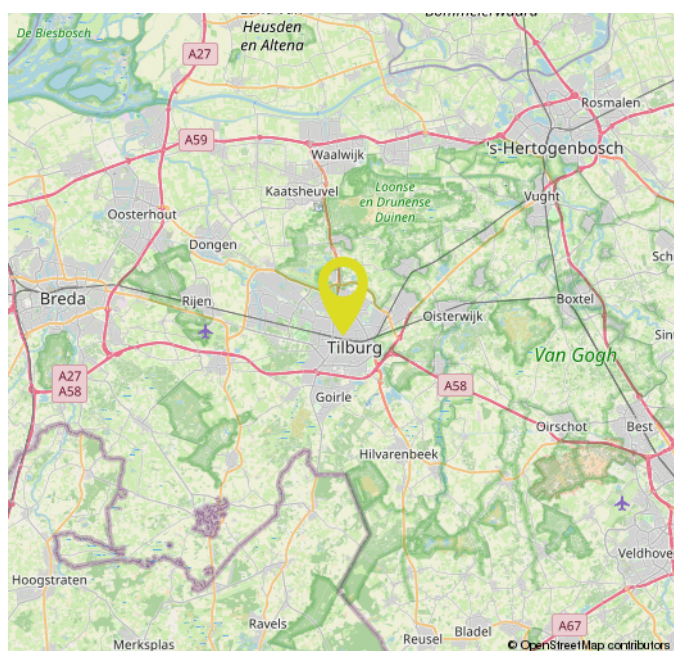 Heusden
en Altena
De Biesbosch
A27
Rosmalen
A59
Waalwijk
's-Hertogenbosch
Kaatsheuvel
Loonse
en Drunense
Duinen
Vught
Oosterhout
Dongen
Breda
Rijen
Oisterwijk
Boxtel
Tilburg
Van Gogh
A27
A58
A58
Goirle
Oirschot
Best
Hilvarenbeek
Veldhove
Hoogstraten
Ravels
Merksplas
Reusel
Bladel
A67
© OpenStreetMap contributors